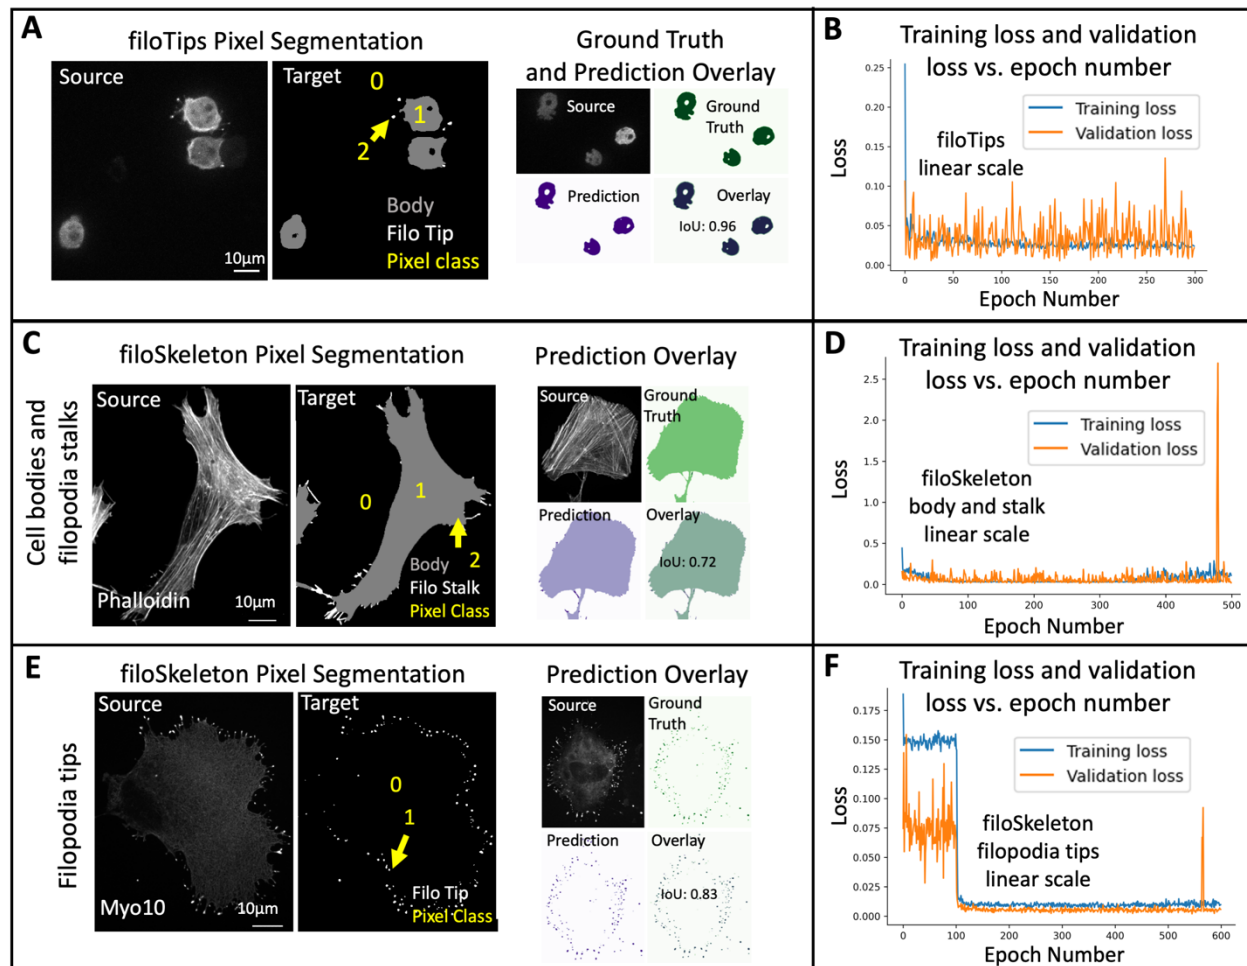 A
filoTips Pixel Segmentation
Source
10μm
Target
0
1
2
Body
Filo Tip
Pixel class
Ground Truth
and Prediction Overlay
Source
Ground
Truth
Prediction
Overlay
IoU: 0.96
B
Training loss and validation
loss vs. epoch number
Training loss
Validation loss
filoTips
linear scale
Loss
0.25
0.20
0.15
0.10
0.05
0.00
0
50
100
150
200
250
300
Epoch Number
C
filoSkeleton Pixel Segmentation
Cell bodies and
filopodia stalks
Source
Phalloidin
10μm
Target
0
1
2
Body
Filo Stalk
Pixel Class
Prediction Overlay
Source
Ground
Truth
Prediction
Overlay
IoU: 0.72
D
Training loss and validation
loss vs. epoch number
Training loss
Validation loss
filoSkeleton
body and stalk
linear scale
Loss
2.5
2.0
1.5
1.0
0.5
0.0
0
100
200
300
400
500
Epoch Number
E
filoSkeleton Pixel Segmentation
Filopodia tips
Source
Myo10
10μm
Target
0
1
Filo Tip
Pixel Class
Prediction Overlay
Source
Ground
Truth
Prediction
Overlay
IoU: 0.83
F
Training loss and validation
loss vs. epoch number
Training loss
Validation loss
filoSkeleton
filopodia tips
linear scale
Loss
0.175
0.150
0.125
0.100
0.075
0.050
0.025
0.000
0
100
200
300
400
500
600
Epoch Number